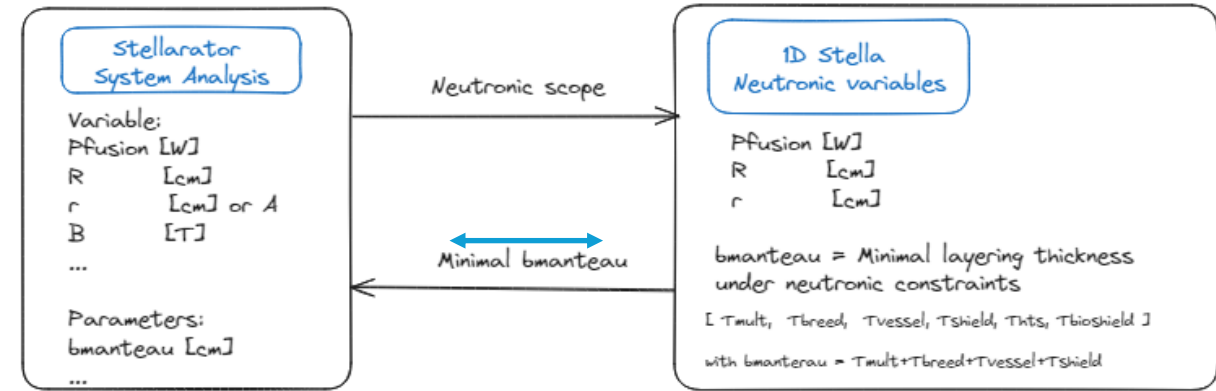 Stellarator
System Analysis
Variable:
Pfusion [W]
R [cm]
r [cm] or A
B [T]
...
Parameters:
bmanteau [cm]
...
Neutronic scope
Minimal bmanteau
1D Stella
Neutronic variables
Pfusion [W]
R [cm]
r [cm]
bmanteau = Minimal layering thickness
under neutronic constraints
[ Tmult, Tbreed, Tvessel, Tshield, Thts, Tbioshield ]
with bmanterau = Tmult+Tbreed+Tvessel+Tshield